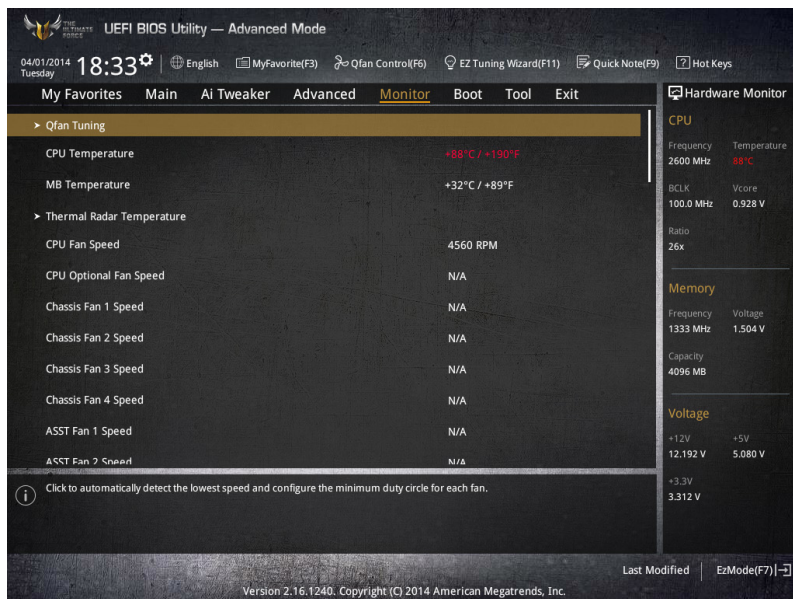 THE ULTIMATE FORCE
UEFI BIOS Utility — Advanced Mode
04/01/2014 Tuesday 18:33
English MyFavorite(F3) Qfan Control(F6) EZ Tuning Wizard(F11) Quick Note(F9) Hot Keys
My Favorites Main Ai Tweaker Advanced Monitor Boot Tool Exit
Qfan Tuning
CPU Temperature +88°C / +190°F
MB Temperature +32°C / +89°F
Thermal Radar Temperature
CPU Fan Speed 4560 RPM
CPU Optional Fan Speed N/A
Chassis Fan 1 Speed N/A
Chassis Fan 2 Speed N/A
Chassis Fan 3 Speed N/A
Chassis Fan 4 Speed N/A
ASST Fan 1 Speed N/A
ASST Fan 2 Speed N/A
Click to automatically detect the lowest speed and configure the minimum duty circle for each fan.
Hardware Monitor
CPU
Frequency Temperature
2600 MHz 88°C
BCLK Vcore
100.0 MHz 0.928 V
Ratio
26x
Memory
Frequency Voltage
1333 MHz 1.504 V
Capacity
4096 MB
Voltage
+12V +5V
12.192 V 5.080 V
+3.3V
3.312 V
Last Modified EzMode(F7)
Version 2.16.1240. Copyright (C) 2014 American Megatrends, Inc.